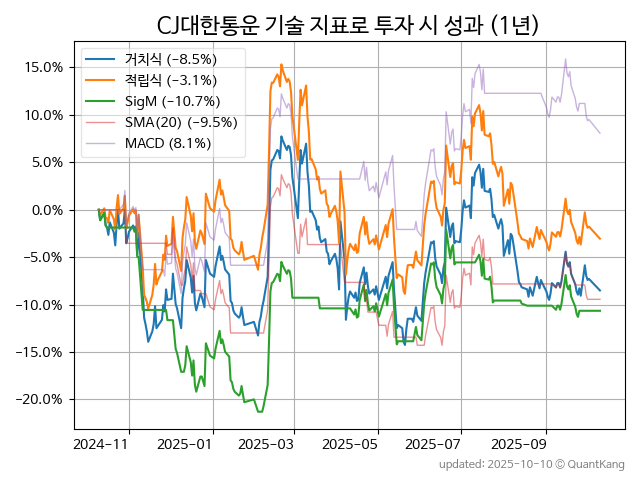 CJ대한통운 기술 지표로 투자 시 성과 (1년)
거치식 (−8.5%)
적립식 (−3.1%)
SigM (−10.7%)
SMA(20) (−9.5%)
MACD (8.1%)
15.0%
10.0%
5.0%
0.0%
−5.0%
−10.0%
−15.0%
−20.0%
2024−11 2025−01 2025−03 2025−05 2025−07 2025−09
updated: 2025-10-10 ⓒ QuantKang